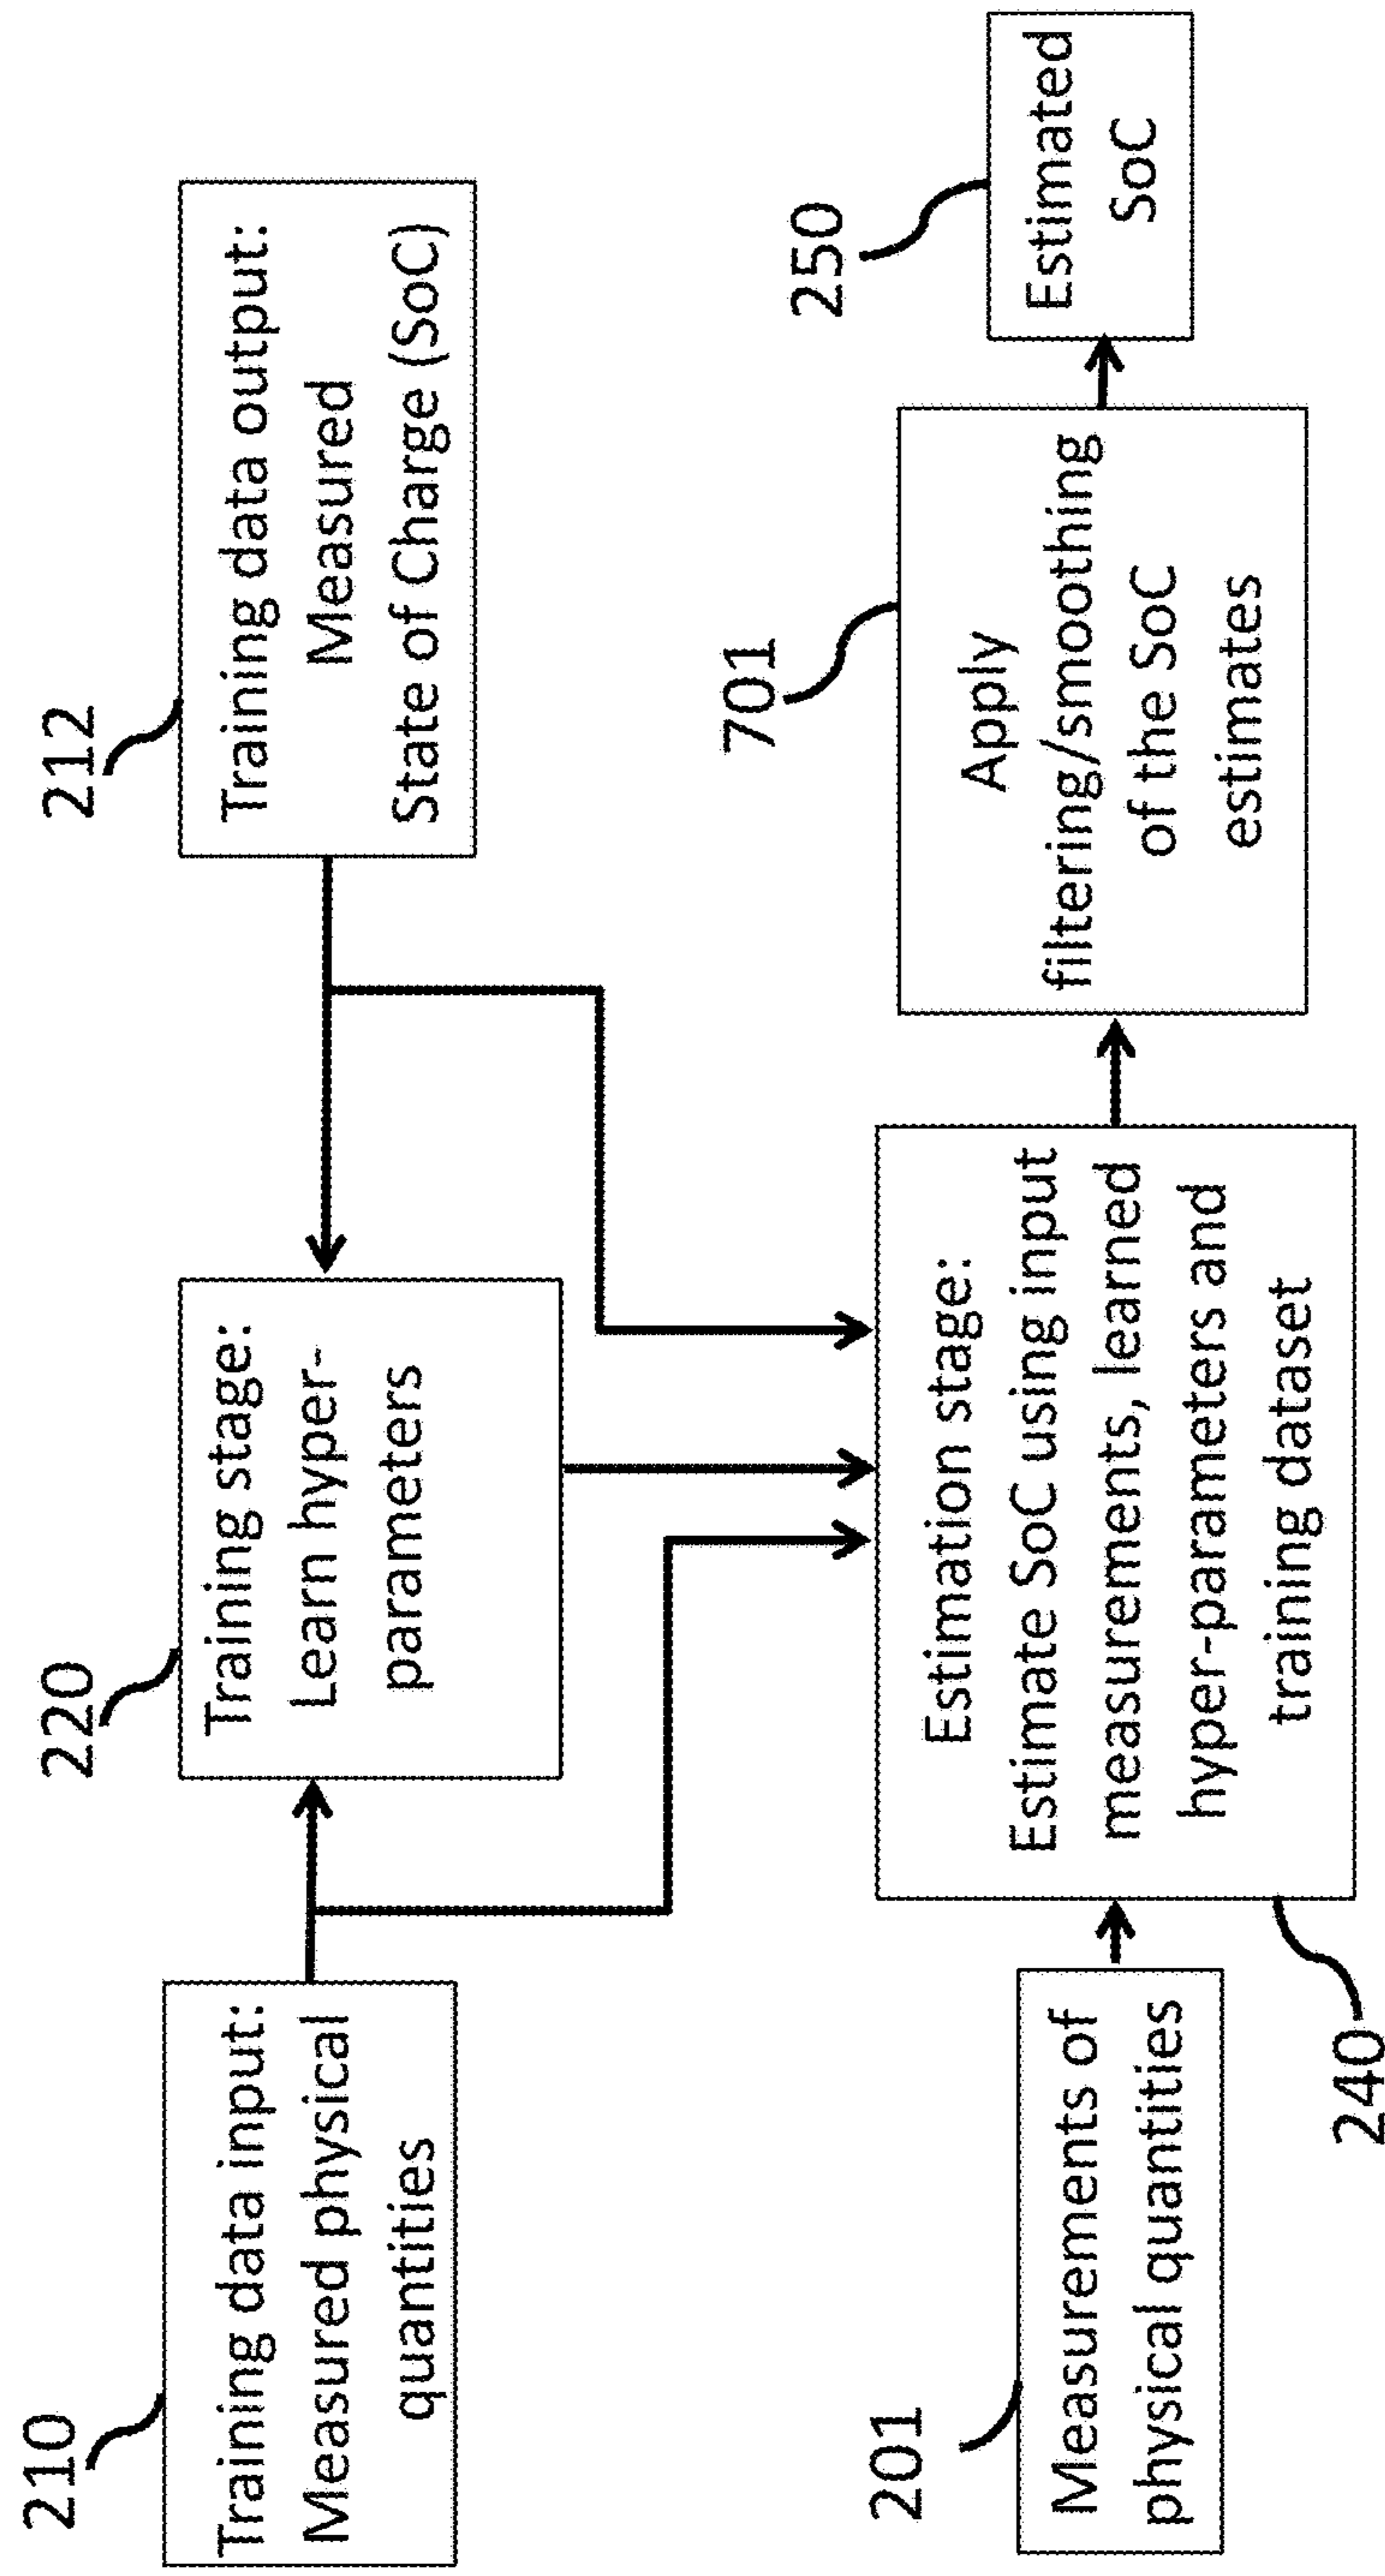 210
Training data input:
Measured physical
quantities
220
Training stage:
Learn hyper-
parameters
212
Training data output:
Measured
State of Charge (SoC)
201
Measurements of
physical quantities
240
Estimation stage:
Estimate SoC using input
measurements, learned
hyper-parameters and
training dataset
701
Apply
filtering/smoothing
of the SoC
estimates
250
Estimated
SoC